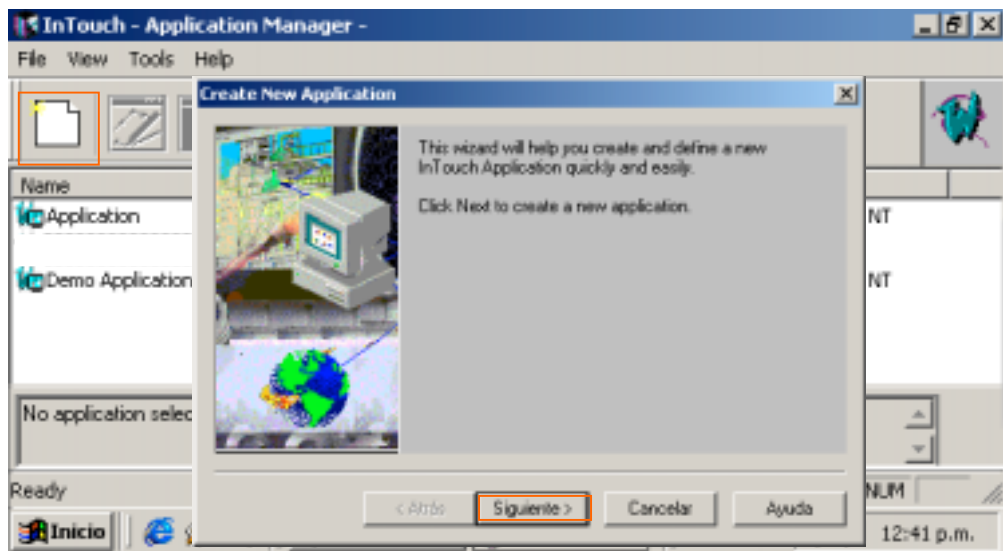 InTouch - Application Manager -
File View Tools Help
Create New Application
This wizard will help you create and define a new
InTouch Application quickly and easily.
Click Next to create a new application.
Name
Application
NT
Demo Application
NT
No application selec
Ready
NUM
< Atrás
Siguiente >
Cancelar
Ayuda
Inicio
12:41 p.m.